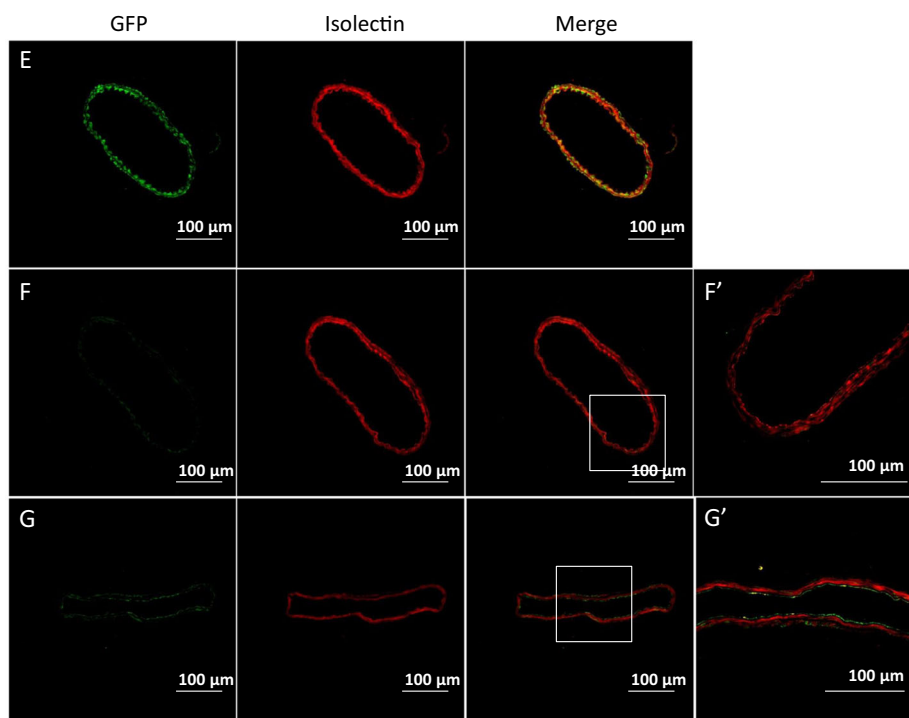 GFP Isolectin Merge
E
100 µm 100 µm 100 µm
F F’
100 µm 100 µm 100 µm 100 µm
G G’
100 µm 100 µm 100 µm 100 µm